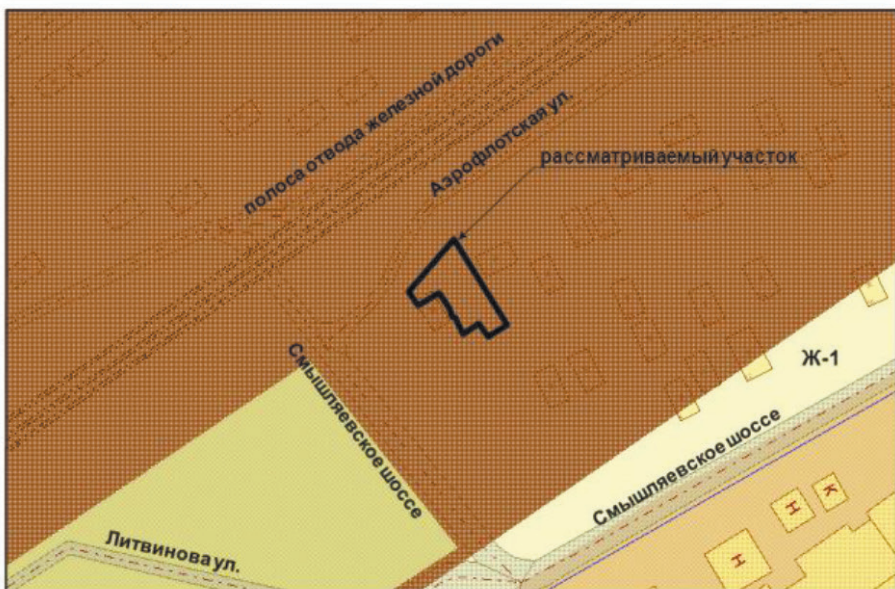 полоса отвода железной дороги
Аэрофлотская ул.
рассматриваемый участок
Ж-1
Смышляевское шоссе
Смышляевское шоссе
Литвинова ул.
Н
К
Н